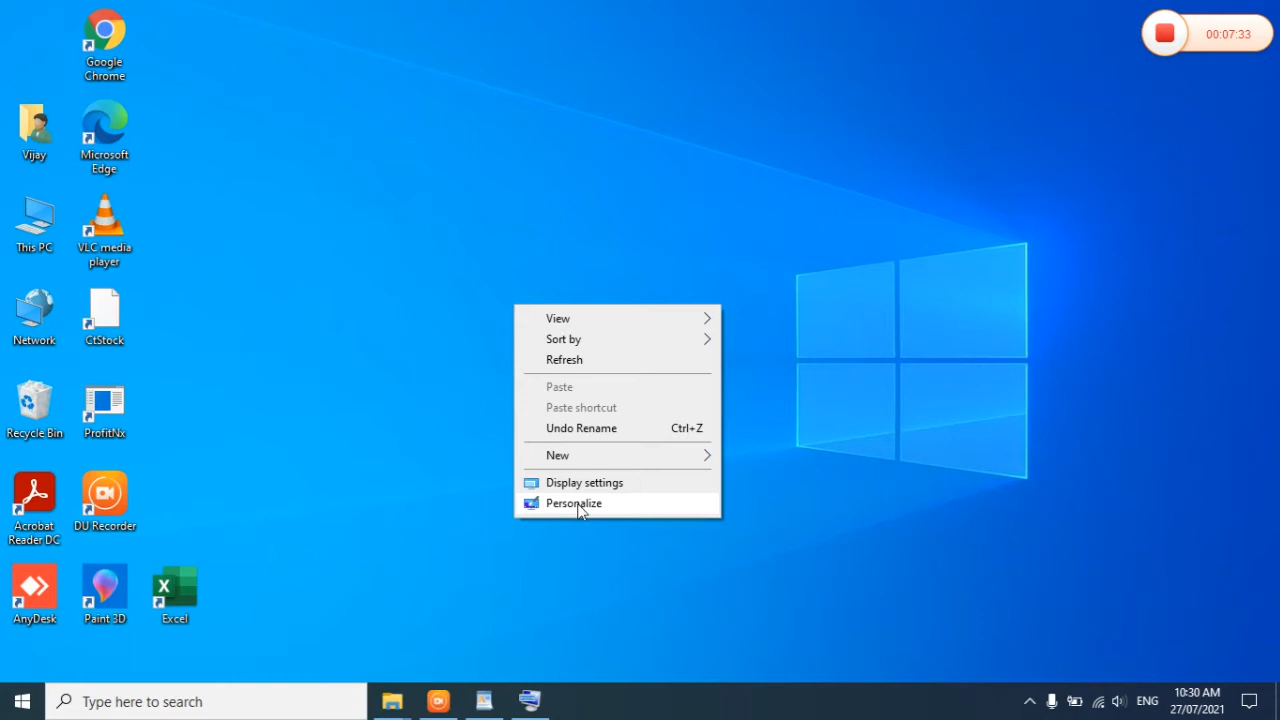 Google
Chrome
Vijay
Microsoft
Edge
This PC
VLC media
player
Network
CtStock
Recycle Bin
ProfitNx
Acrobat
Reader DC
DU Recorder
AnyDesk
Paint 3D
Excel
00:07:33
View
Sort by
Refresh
Paste
Paste shortcut
Undo Rename Ctrl+Z
New
Display settings
Personalize
Type here to search
ENG
10:30 AM
27/07/2021